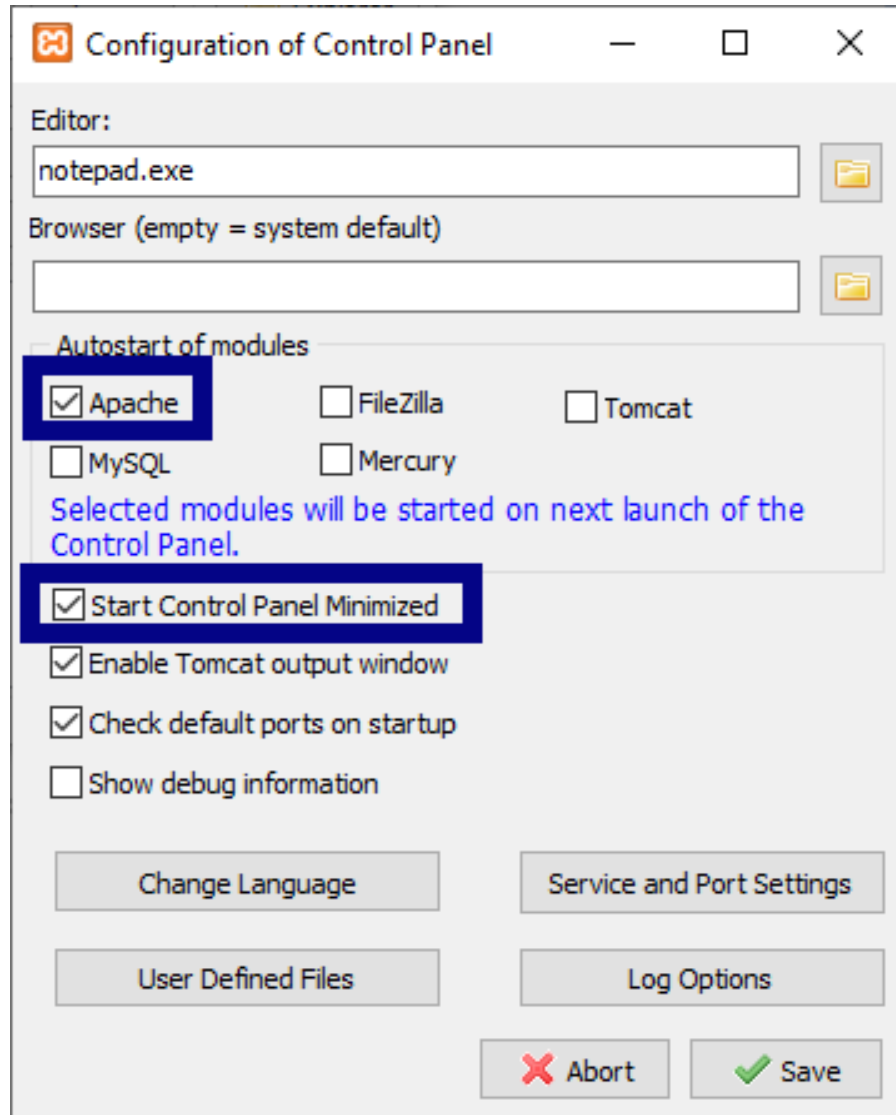 Configuration of Control Panel
Editor:
notepad.exe
Browser (empty = system default)
Autostart of modules
Apache FileZilla Tomcat
MySQL Mercury
Selected modules will be started on next launch of the
Control Panel.
Start Control Panel Minimized
Enable Tomcat output window
Check default ports on startup
Show debug information
Change Language Service and Port Settings
User Defined Files Log Options
Abort Save